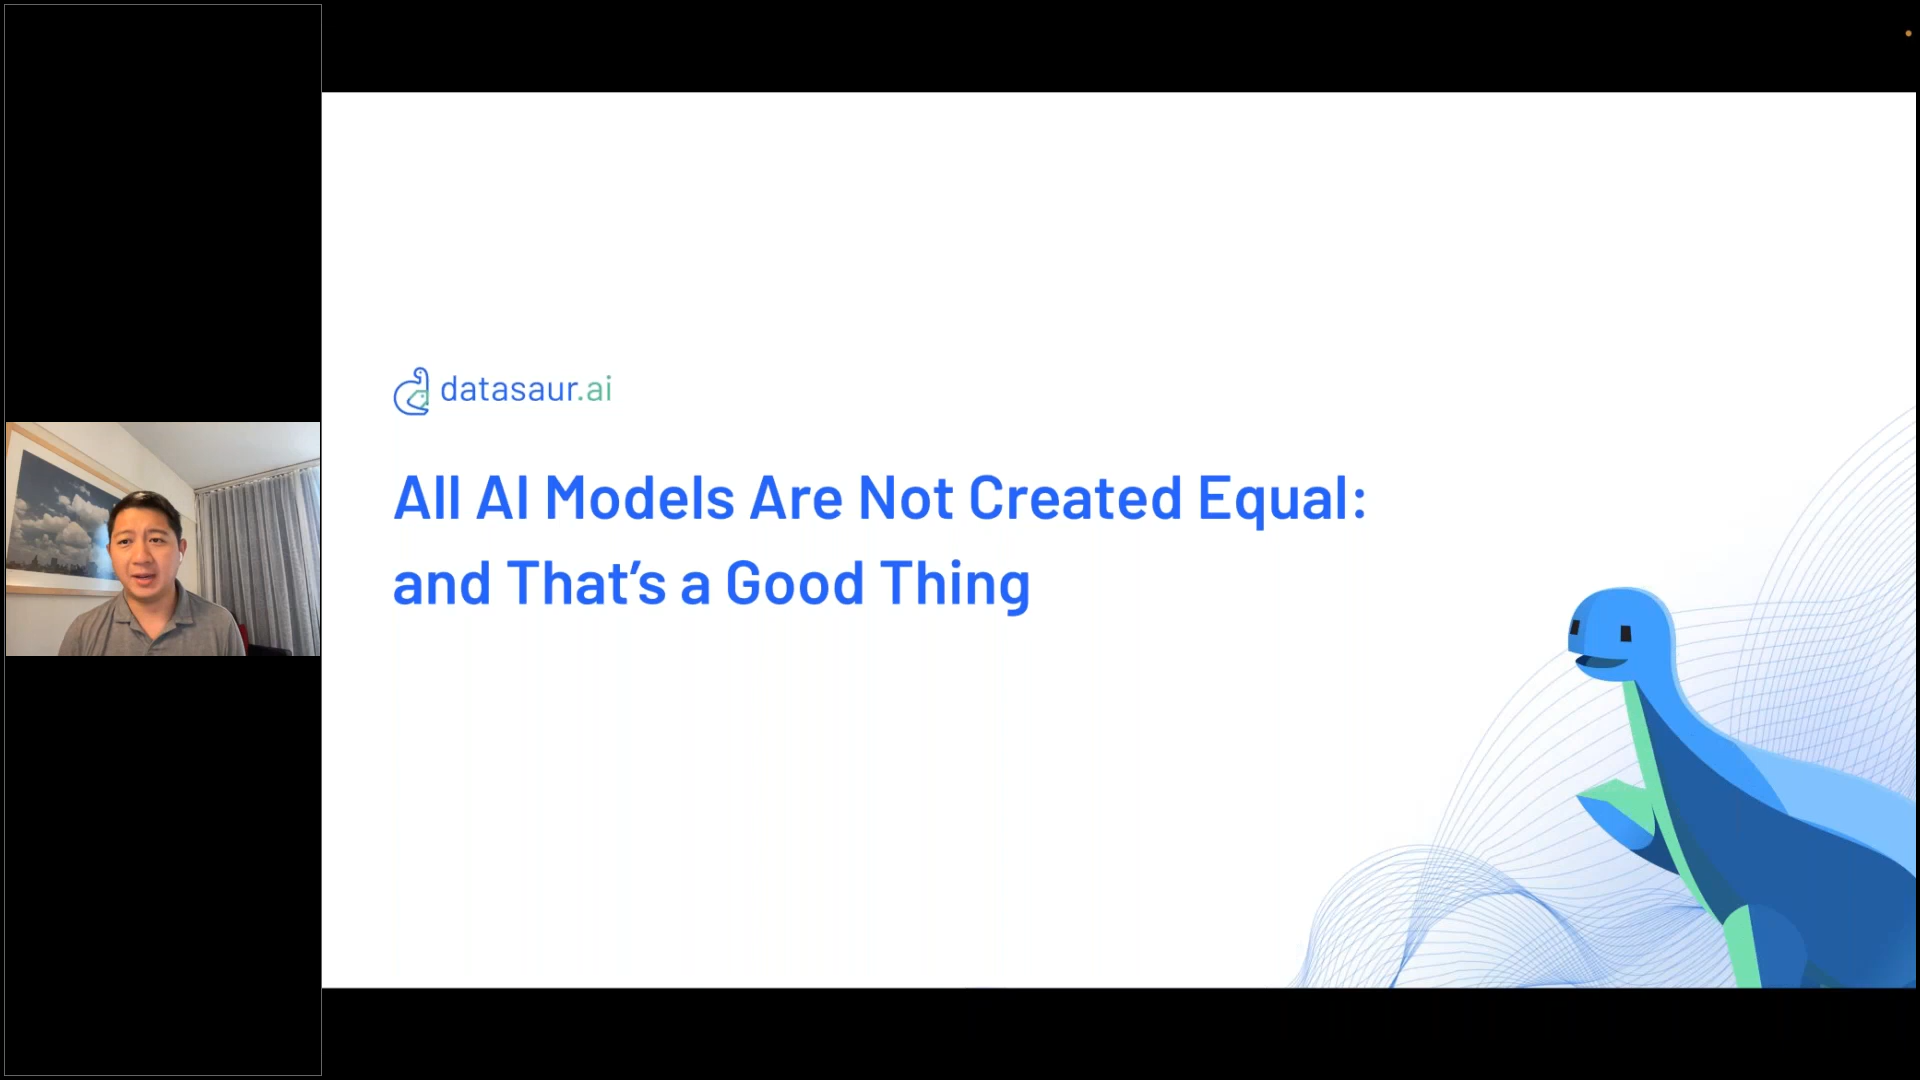 datasaur.ai
All AI Models Are Not Created Equal:
and That’s a Good Thing